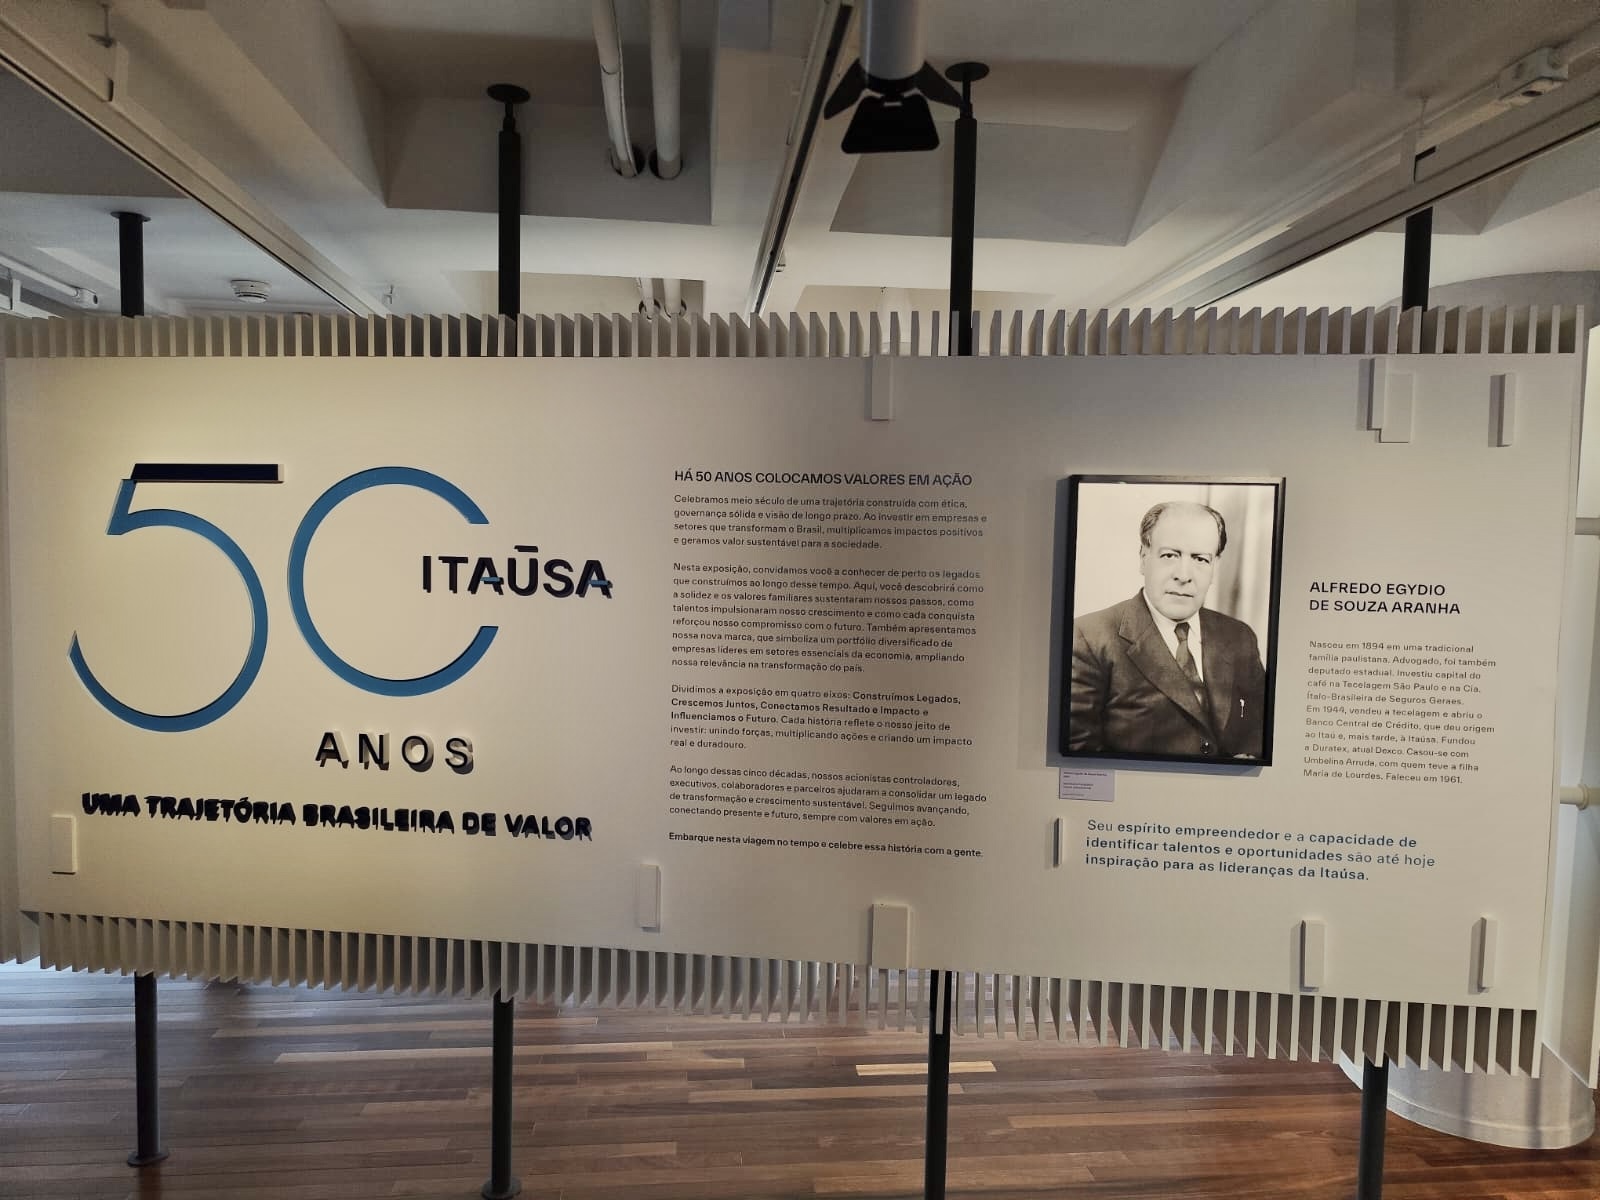 50
ITAŪSA
ANOS
UMA TRAJETÓRIA BRASILEIRA DE VALOR
HÁ 50 ANOS COLOCAMOS VALORES EM AÇÃO
Celebramos meio século de uma trajetória construída com ética,
governança sólida e visão de longo prazo. Ao investir em empresas e
setores que transformam o Brasil, multiplicamos impactos positivos
e geramos valor sustentável para a sociedade.
Nesta exposição, convidamos você a conhecer de perto os legados
que construímos ao longo desse tempo. Aqui, você descobrirá como
a solidez e os valores familiares sustentaram nossos passos, como
talentos impulsionaram nosso crescimento e como cada conquista
reforçou nosso compromisso com o futuro. Também apresentamos
nossa nova marca, que simboliza um portfólio diversificado de
empresas líderes em setores essenciais da economia, ampliando
nossa relevância na transformação do país.
Dividimos a exposição em quatro eixos: Construímos Legados,
Crescemos Juntos, Conectamos Resultado e Impacto e
Influenciamos o Futuro. Cada história reflete o nosso jeito de
investir: unindo forças, multiplicando ações e criando um impacto
real e duradouro.
Ao longo dessas cinco décadas, nossos acionistas controladores,
executivos, colaboradores e parceiros ajudaram a consolidar um legado
de transformação e crescimento sustentável. Seguimos avançando,
conectando presente e futuro, sempre com valores em ação.
Embarque nesta viagem no tempo e celebre essa história com a gente.
ALFREDO EGYDIO
DE SOUZA ARANHA
Nasceu em 1894 em uma tradicional
família paulistana. Advogado, foi também
deputado estadual. Investiu capital do
café na Tecelagem São Paulo e na Cia.
Ítalo-Brasileira de Seguros Geraes.
Em 1944, vendeu a tecelagem e abriu o
Banco Central de Crédito, que deu origem
ao Itaú e, mais tarde, à Itaúsa. Fundou
a Duratex, atual Dexco. Casou-se com
Umbelina Arruda, com quem teve a filha
Maria de Lourdes. Faleceu em 1961.
Seu espírito empreendedor e a capacidade de
identificar talentos e oportunidades são até hoje
inspiração para as lideranças da Itaúsa.